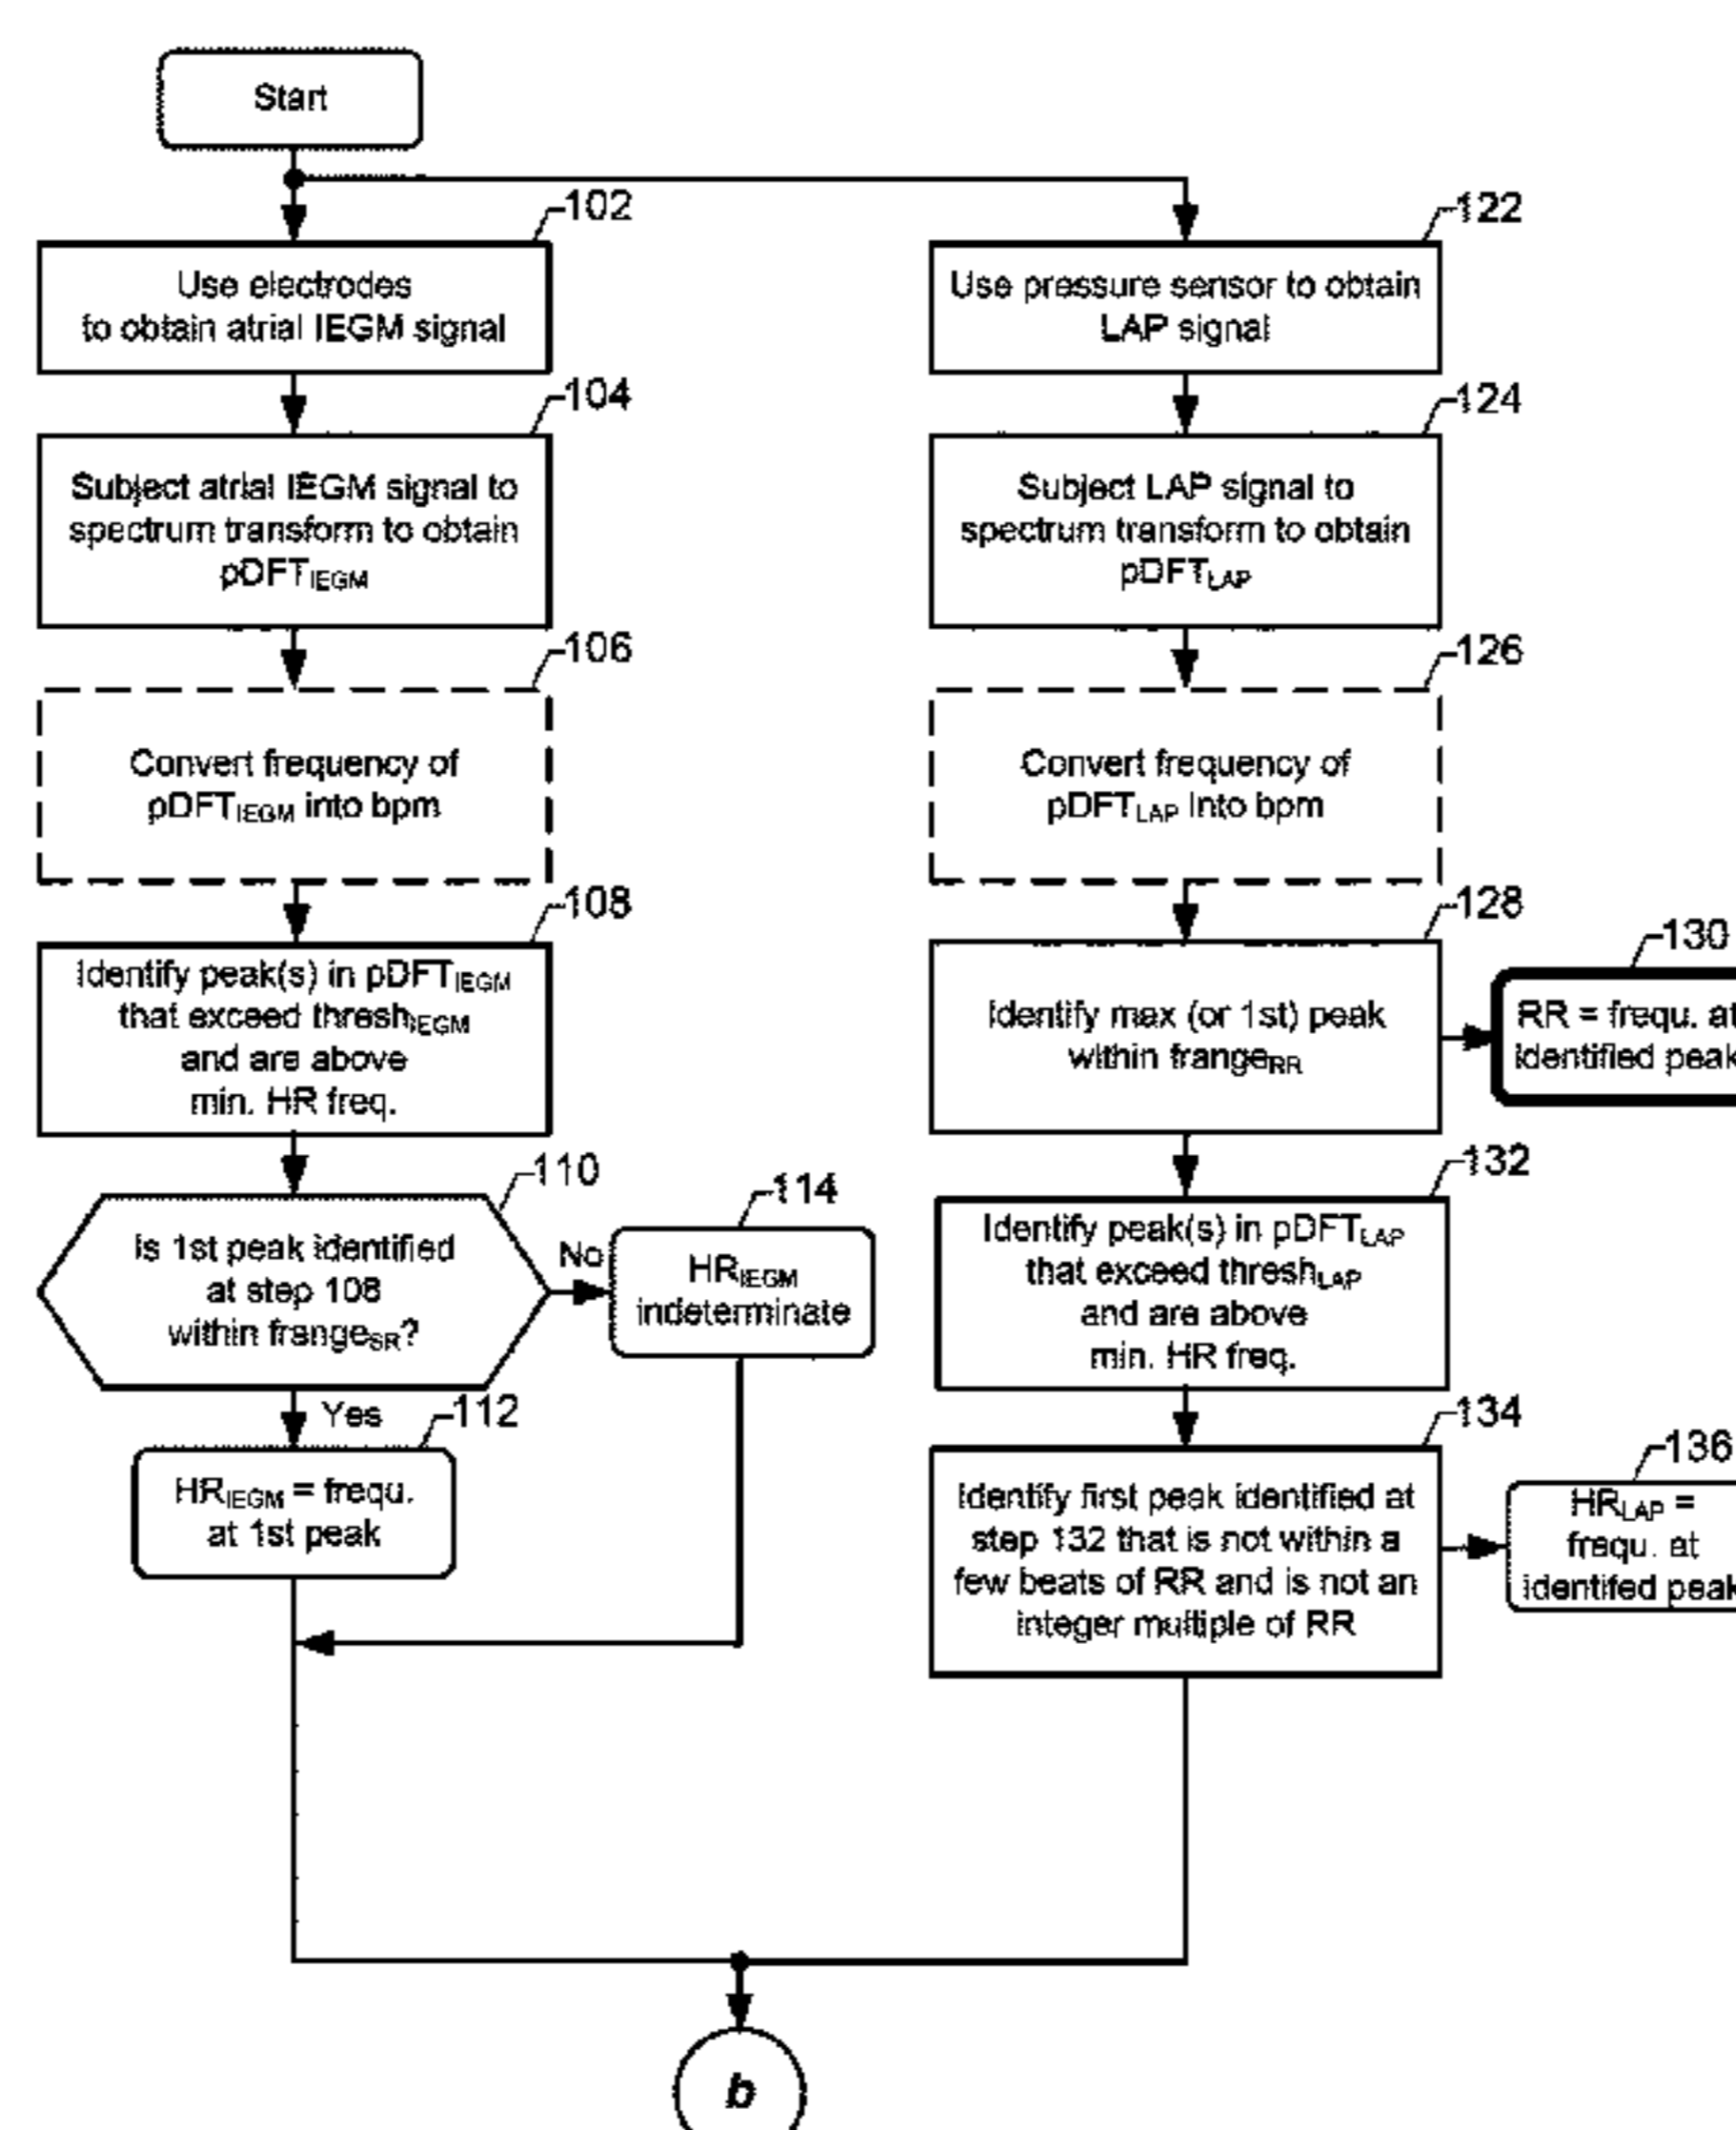 Start
102
Use electrodes
to obtain atrial IEGM signal
104
Subject atrial IEGM signal to
spectrum transform to obtain
pDFTIEGM
106
Convert frequency of
pDFTIEGM into bpm
108
Identify peak(s) in pDFTIEGM
that exceed threshIEGM
and are above
min. HR freq.
110
Is 1st peak identified
at step 108
within frangeSR?
No
114
HRIEGM
indeterminate
Yes
112
HRIEGM = frequ.
at 1st peak
122
Use pressure sensor to obtain
LAP signal
124
Subject LAP signal to
spectrum transform to obtain
pDFTLAP
126
Convert frequency of
pDFTLAP into bpm
128
Identify max (or 1st) peak
within frangeRR
130
RR = frequ. at
identified peak
132
Identify peak(s) in pDFTLAP
that exceed threshLAP
and are above
min. HR freq.
134
Identify first peak identified at
step 132 that is not within a
few beats of RR and is not an
integer multiple of RR
136
HRLAP =
frequ. at
identifed peak
b